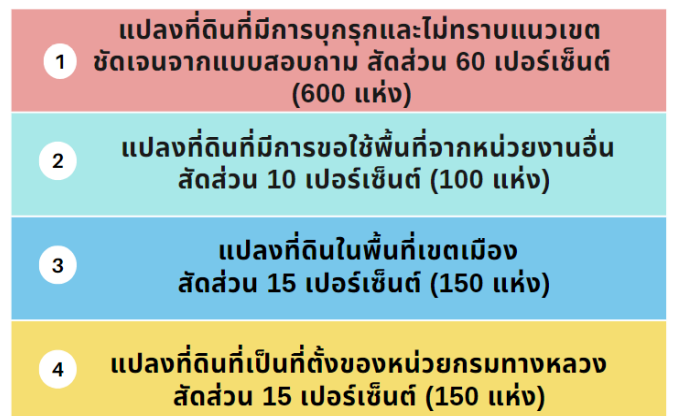 1
แปลงที่ดินที่มีการบุกรุกและไม่ทราบแนวเขต
ชัดเจนจากแบบสอบถาม สัดส่วน 60 เปอร์เซ็นต์
(600 แห่ง)
2
แปลงที่ดินที่มีการขอใช้พื้นที่จากหน่วยงานอื่น
สัดส่วน 10 เปอร์เซ็นต์ (100 แห่ง)
3
แปลงที่ดินในพื้นที่เขตเมือง
สัดส่วน 15 เปอร์เซ็นต์ (150 แห่ง)
4
แปลงที่ดินที่เป็นที่ตั้งของหน่วยกรมทางหลวง
สัดส่วน 15 เปอร์เซ็นต์ (150 แห่ง)